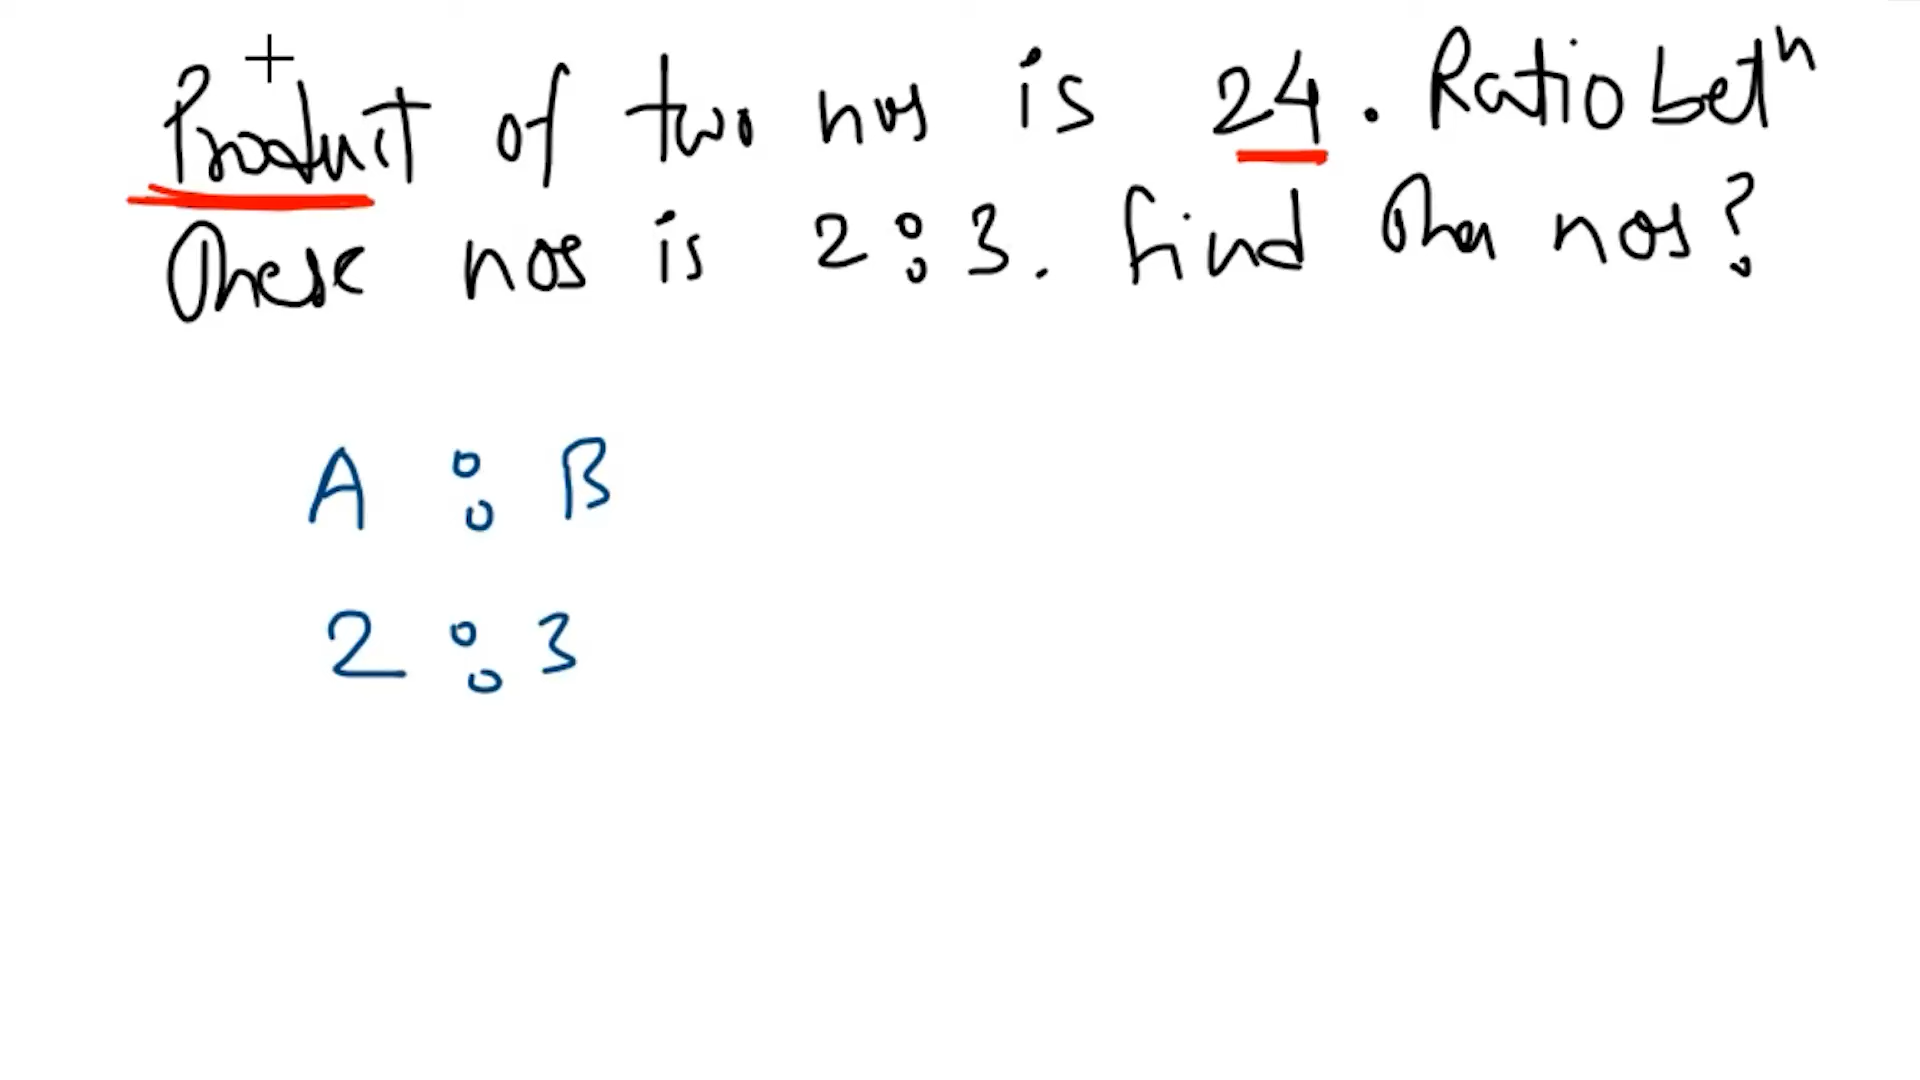 Product of two nos is 24. Ratio betn
These nos is 2:3. find the nos?
A : B
2 : 3